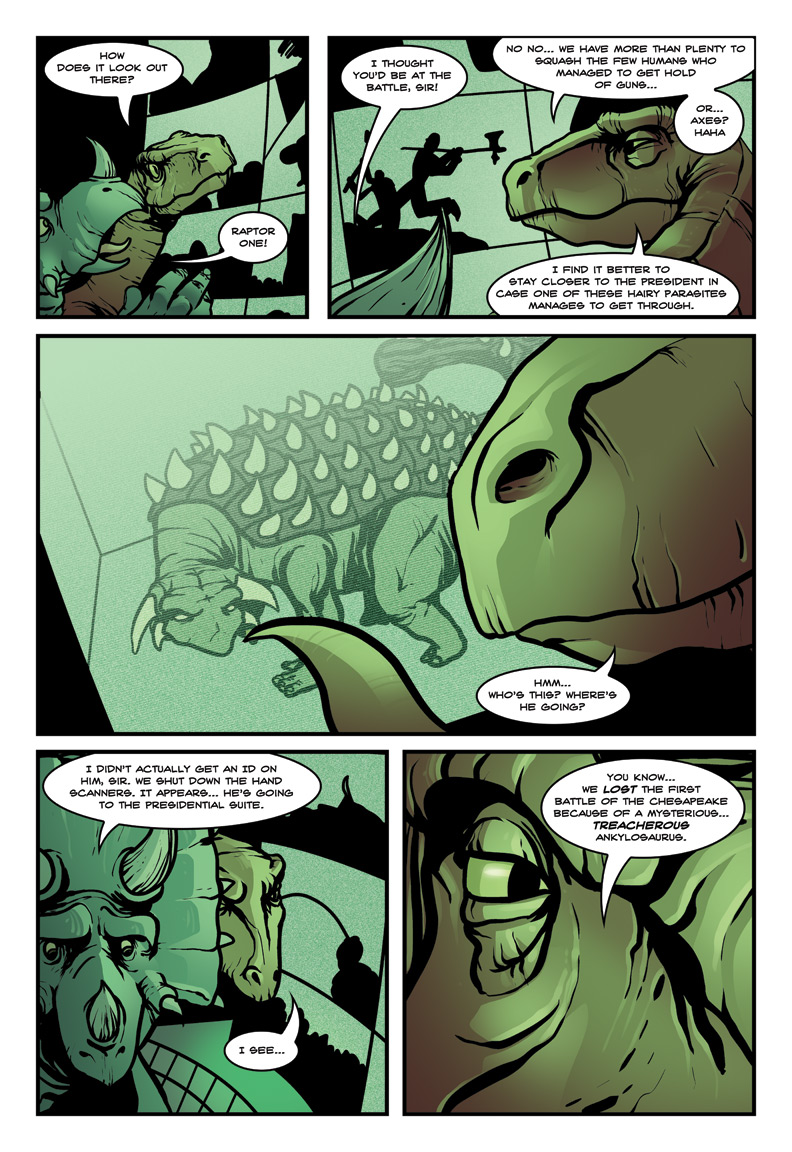 HOW
DOES IT LOOK OUT
THERE?
RAPTOR
ONE!
I THOUGHT
YOU'D BE AT THE
BATTLE, SIR!
NO NO... WE HAVE MORE THAN PLENTY TO
SQUASH THE FEW HUMANS WHO
MANAGED TO GET HOLD
OF GUNS...
OR...
AXES?
HAHA
I FIND IT BETTER TO
STAY CLOSER TO THE PRESIDENT IN
CASE ONE OF THESE HAIRY PARASITES
MANAGES TO GET THROUGH.
HMM...
WHO'S THIS? WHERE'S
HE GOING?
I DIDN'T ACTUALLY GET AN ID ON
HIM, SIR. WE SHUT DOWN THE HAND
SCANNERS. IT APPEARS... HE'S GOING
TO THE PRESIDENTIAL SUITE.
I SEE...
YOU KNOW...
WE LOST THE FIRST
BATTLE OF THE CHESAPEAKE
BECAUSE OF A MYSTERIOUS...
TREACHEROUS
ANKYLOSAURUS.